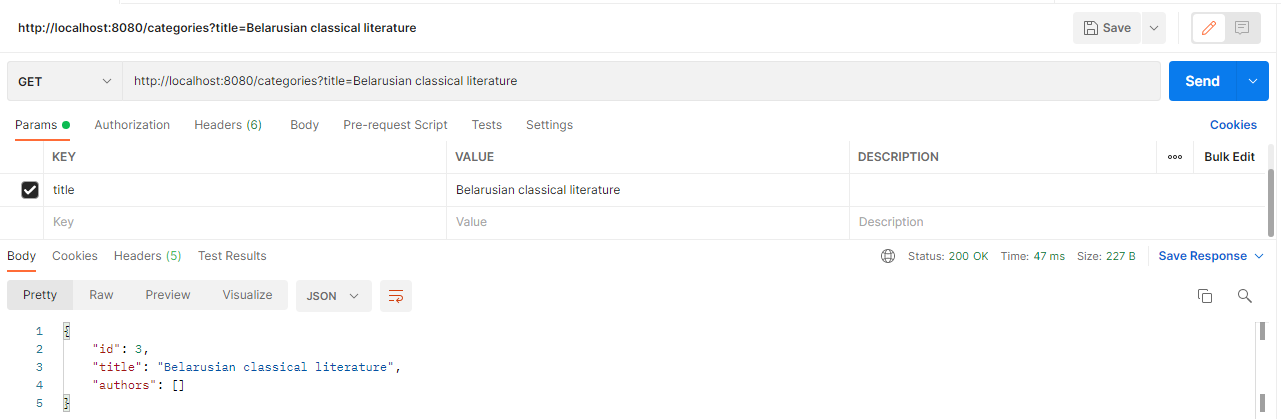 http://localhost:8080/categories?title=Belarusian classical literature
Save
GET
http://localhost:8080/categories?title=Belarusian classical literature
Send
Params
Authorization
Headers (6)
Body
Pre-request Script
Tests
Settings
Cookies
KEY
VALUE
DESCRIPTION
Bulk Edit
title
Belarusian classical literature
Key
Value
Description
Body
Cookies
Headers (5)
Test Results
Status: 200 OK
Time: 47 ms
Size: 227 B
Save Response
Pretty
Raw
Preview
Visualize
JSON
1 {
2 "id": 3,
3 "title": "Belarusian classical literature",
4 "authors": []
5 }